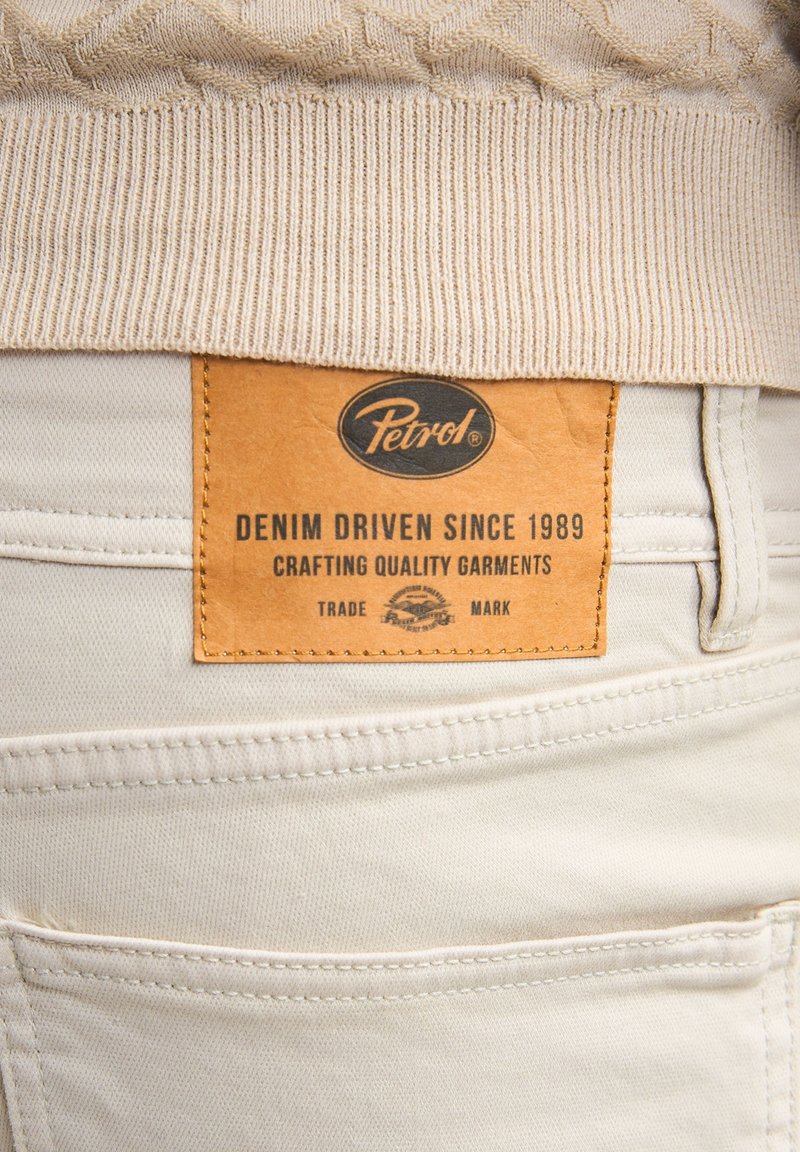 Petrol®
DENIM DRIVEN SINCE 1989
CRAFTING QUALITY GARMENTS
TRADE MARK